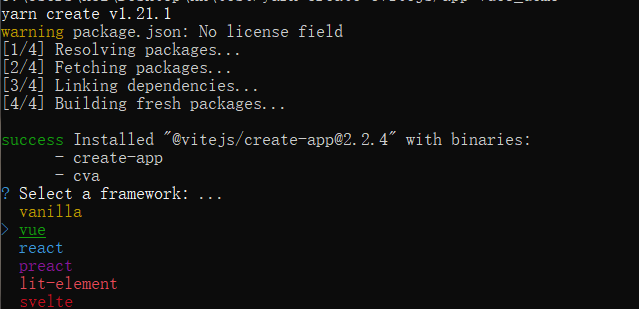 yarn create v1.21.1
warning package.json: No license field
[1/4] Resolving packages...
[2/4] Fetching packages...
[3/4] Linking dependencies...
[4/4] Building fresh packages...
success Installed "@vitejs/create-app@2.2.4" with binaries:
- create-app
- cva
? Select a framework: ...
vanilla
> vue
react
preact
lit-element
svelte